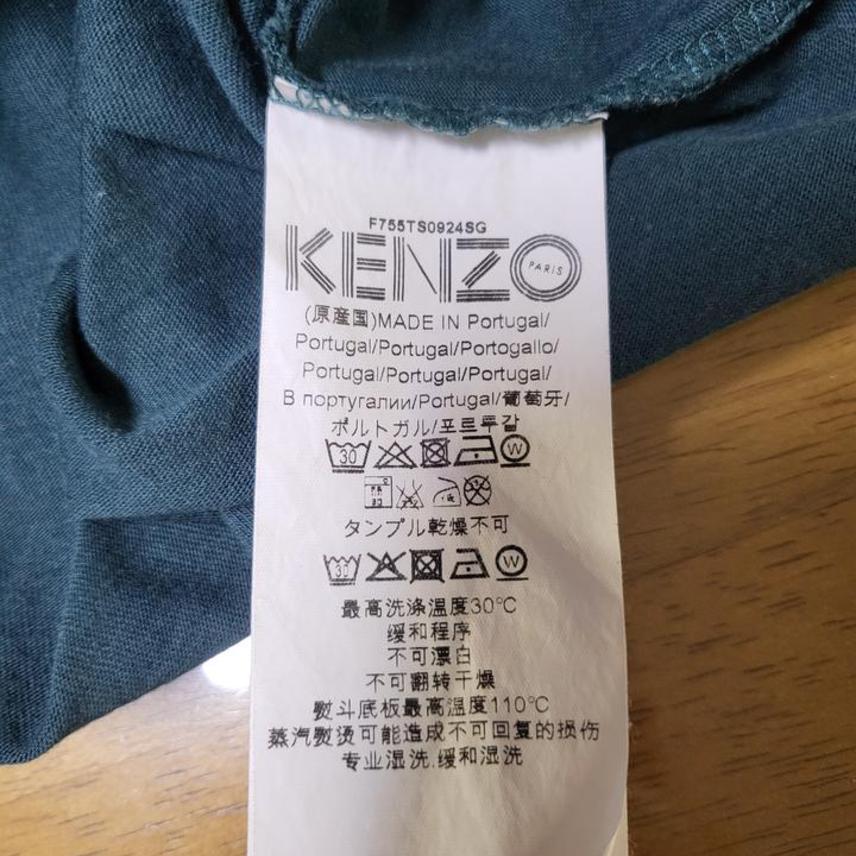 F755TS0924SG
KENZO PARIS
(原産国)MADE IN Portugal/
Portugal/Portugal/Portogallo/
Portugal/Portugal/Portugal/
В португалии/Portugal/葡萄牙/
ポルトガル/포르투갈
30 W
タンブル乾燥不可
30 W
最高洗涤温度30°C
缓和程序
不可漂白
不可翻转干燥
熨斗底板最高温度110°C
蒸汽熨烫可能造成不可回复的损伤
专业湿洗.缓和湿洗